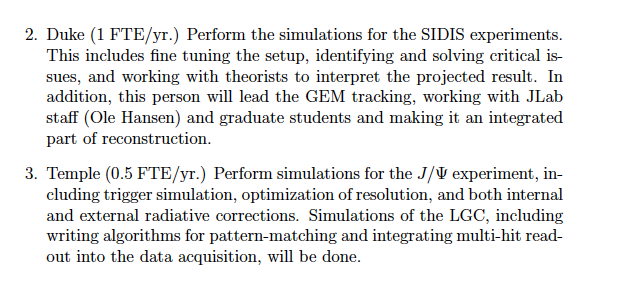 2. Duke (1 FTE/yr.) Perform the simulations for the SIDIS experiments.
This includes fine tuning the setup, identifying and solving critical is-
sues, and working with theorists to interpret the projected result. In
addition, this person will lead the GEM tracking, working with JLab
staff (Ole Hansen) and graduate students and making it an integrated
part of reconstruction.
3. Temple (0.5 FTE/yr.) Perform simulations for the J/Ψ experiment, in-
cluding trigger simulation, optimization of resolution, and both internal
and external radiative corrections. Simulations of the LGC, including
writing algorithms for pattern-matching and integrating multi-hit read-
out into the data acquisition, will be done.